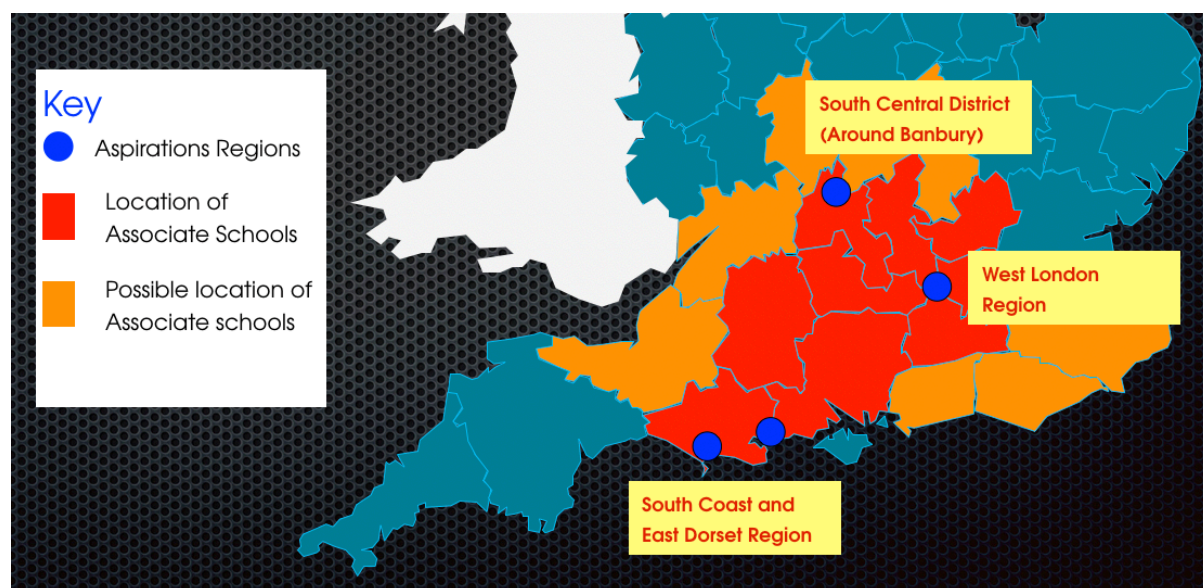 Key
Aspirations Regions
Location of
Associate Schools
Possible location of
Associate schools
South Central District
(Around Banbury)
West London
Region
South Coast and
East Dorset Region